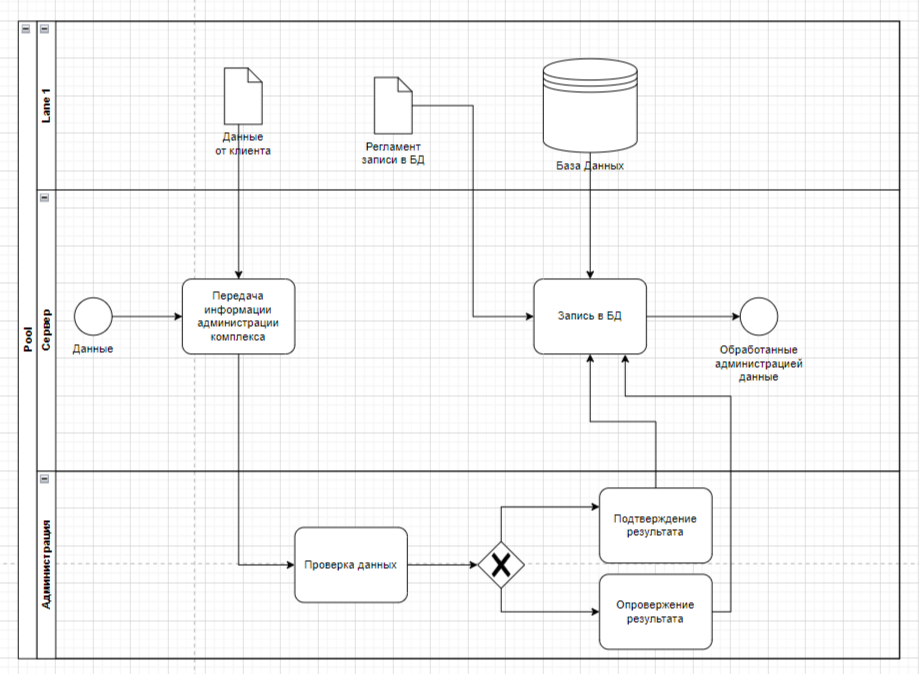 Pool
Lane 1
Данные
от клиента
Регламент
записи в БД
База Данных
Сервер
Данные
Передача
информации
администрации
комплекса
Запись в БД
Обработанные
администрацией
данные
Администрация
Проверка данных
Подтверждение
результата
Опровержение
результата